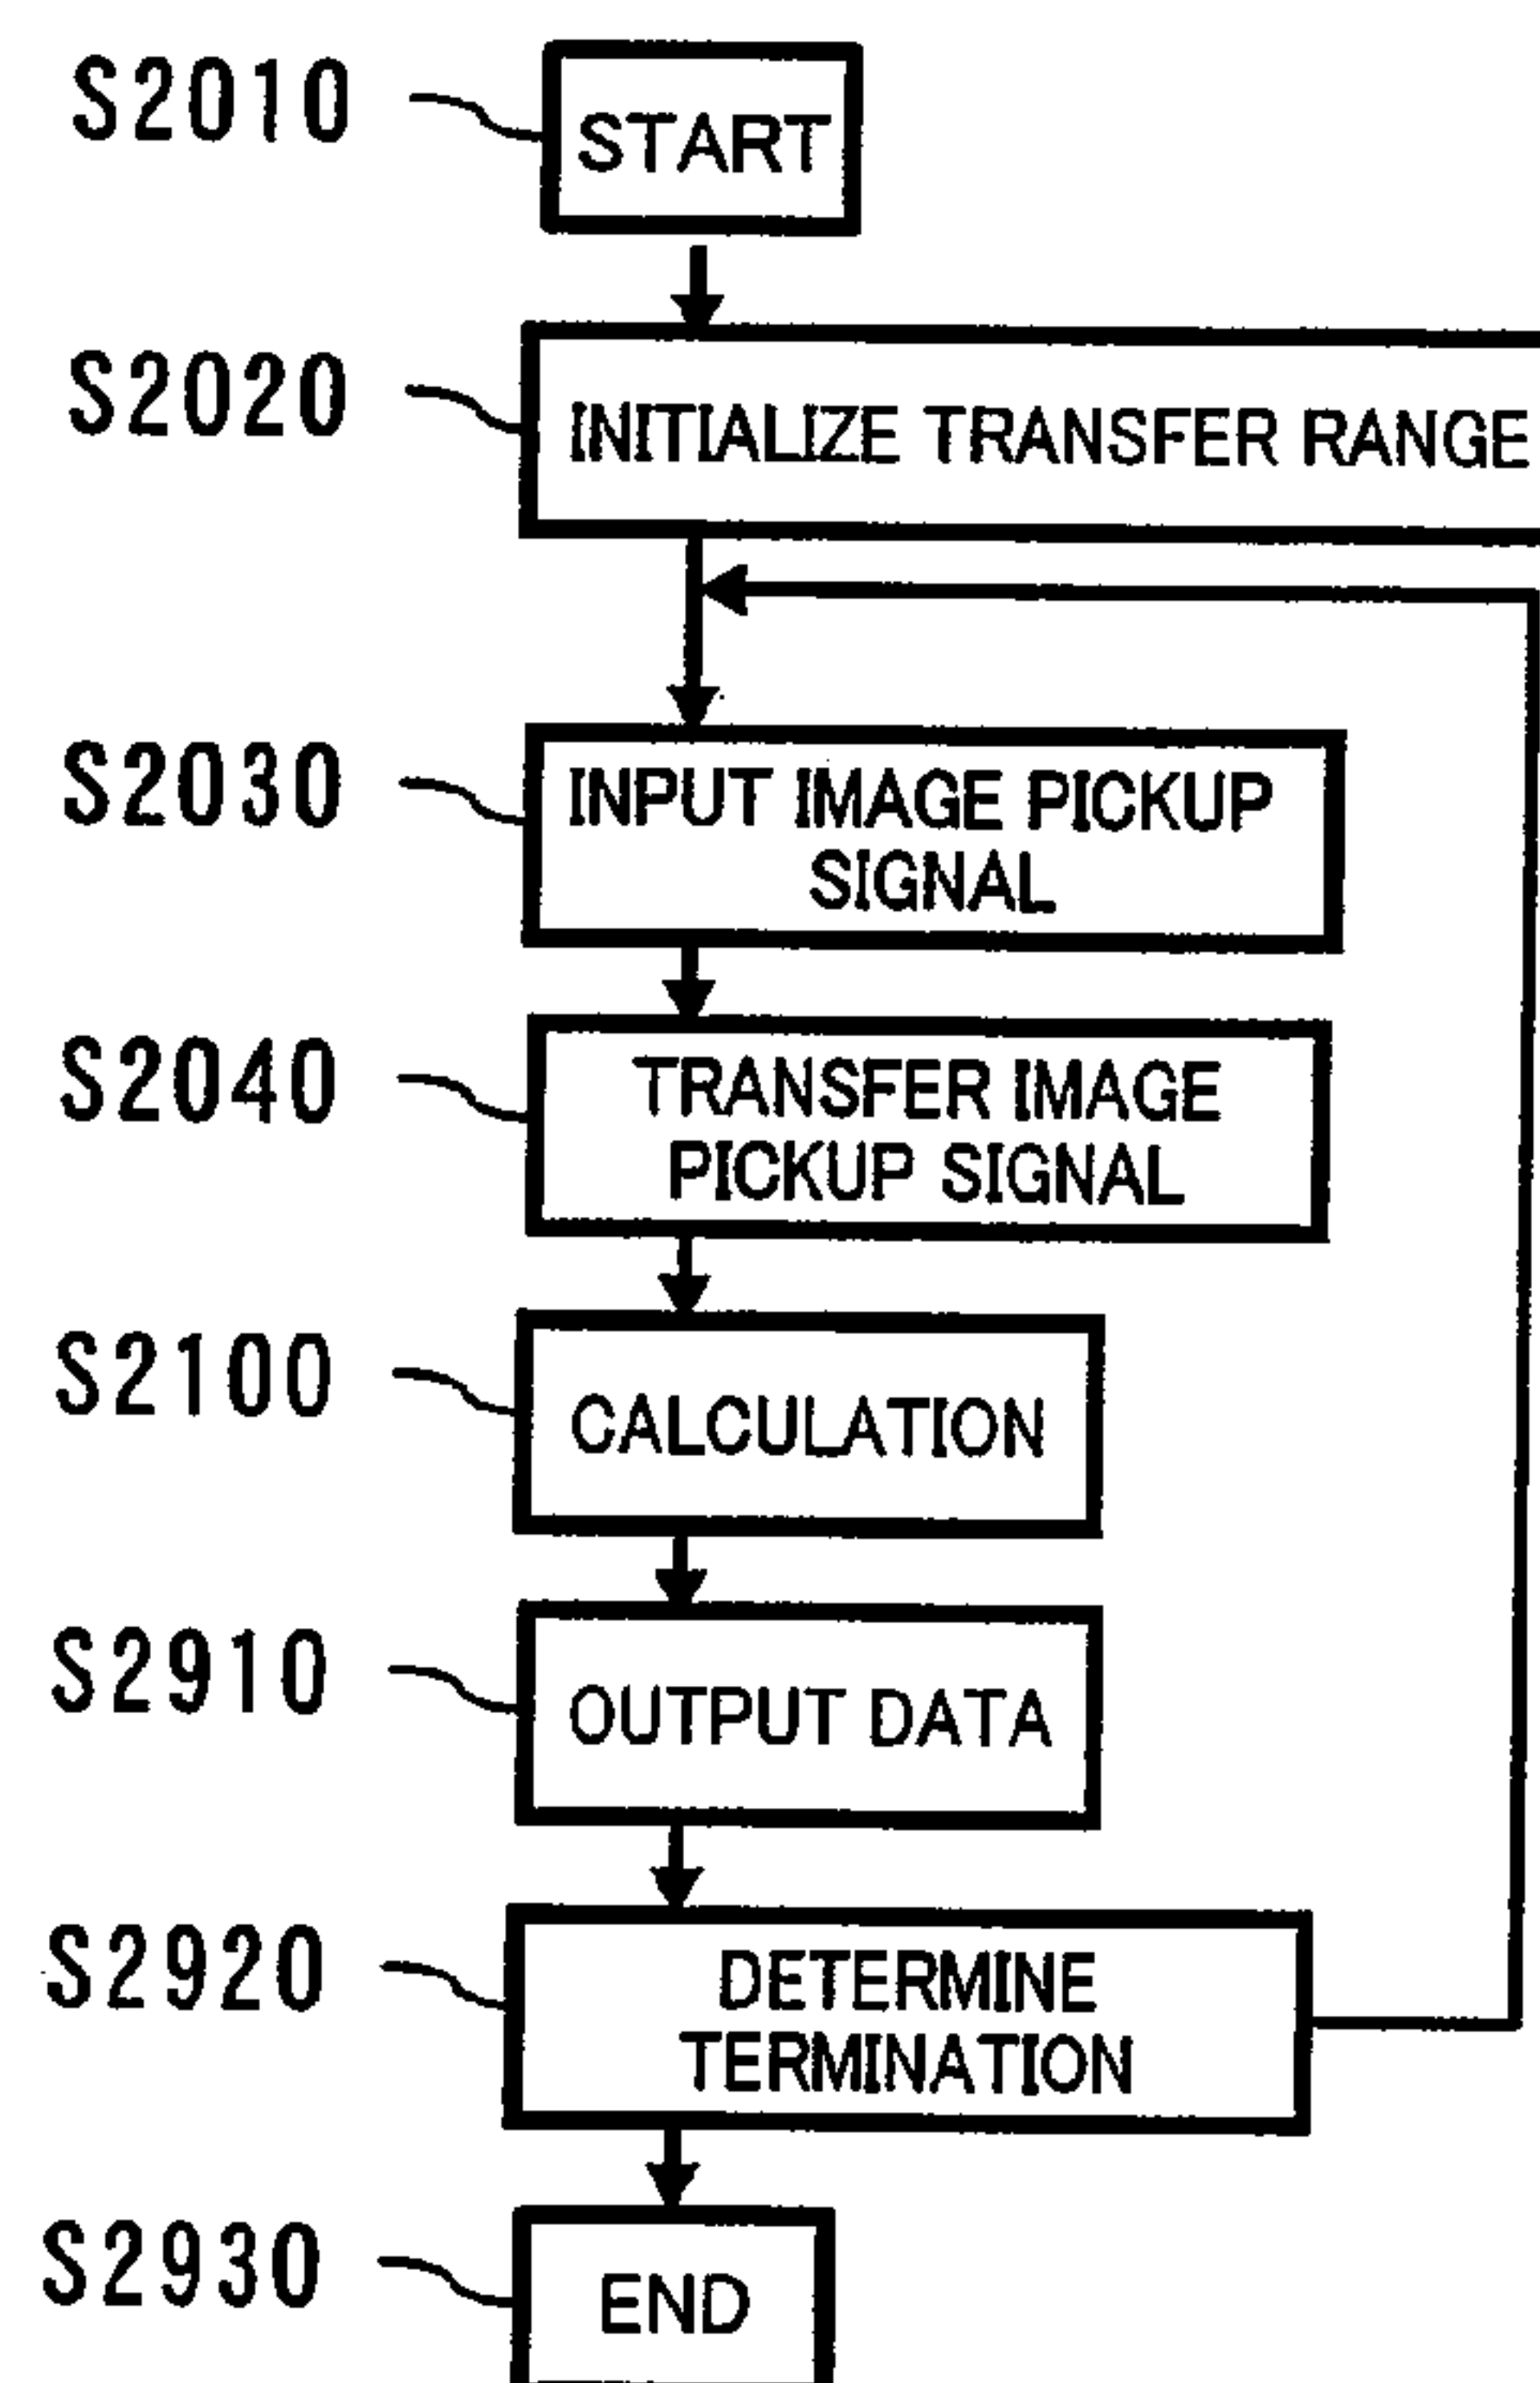 S2010
START
S2020
INITIALIZE TRANSFER RANGE
S2030
INPUT IMAGE PICKUP
SIGNAL
S2040
TRANSFER IMAGE
PICKUP SIGNAL
S2100
CALCULATION
S2910
OUTPUT DATA
S2920
DETERMINE
TERMINATION
S2930
END